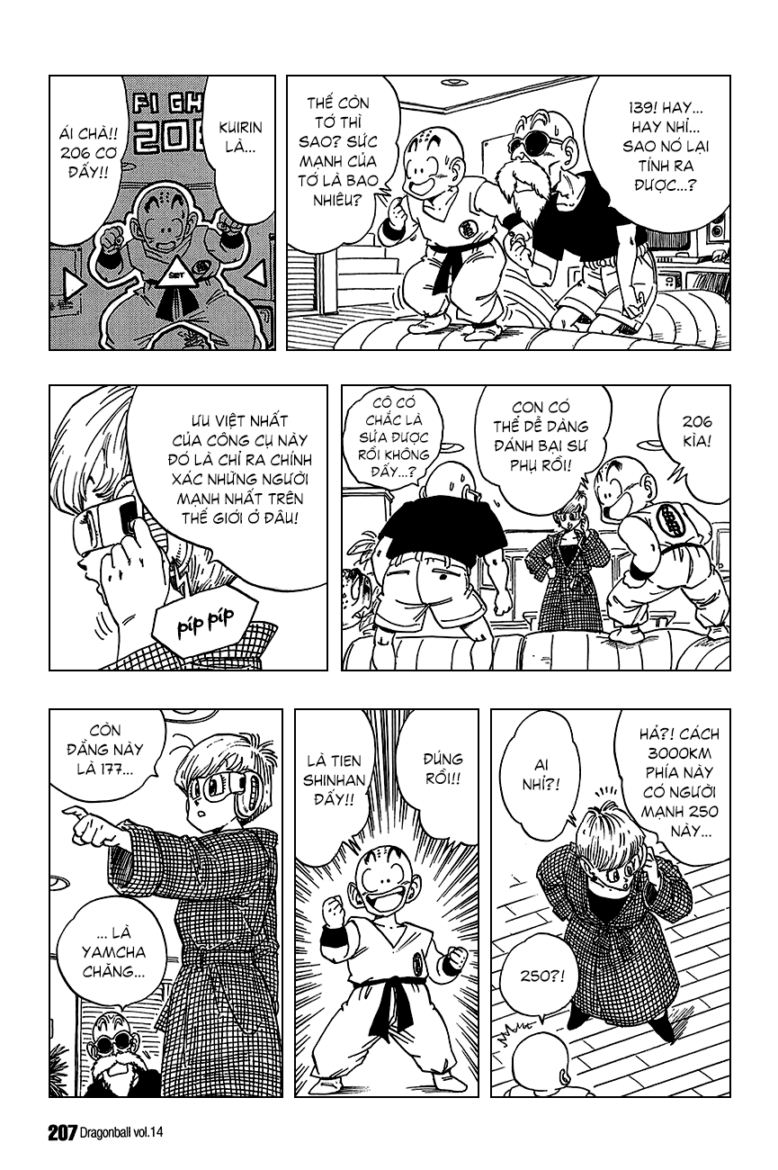 139! HAY...
HAY NHỈ...
SAO NÓ LẠI
TÍNH RA
ĐƯỢC...?
THẾ CÒN
TỚ THÌ
SAO? SỨC
MẠNH CỦA
TỚ LÀ BAO
NHIÊU?
KUIRIN
LÀ...
ÁI CHÀ!!
206 CƠ
ĐẤY!!
FIGH
206
206
KÌA!
CON CÓ
THỂ DỄ DÀNG
ĐÁNH BẠI SƯ
PHỤ RỒI!
CÔ CÓ
CHẮC LÀ
SỬA ĐƯỢC
RỒI KHÔNG
ĐẤY...?
ƯU VIỆT NHẤT
CỦA CÔNG CỤ NÀY
ĐÓ LÀ CHỈ RA CHÍNH
XÁC NHỮNG NGƯỜI
MẠNH NHẤT TRÊN
THẾ GIỚI Ở ĐÂU!
píp píp
HẢ?! CÁCH
3000KM
PHÍA NÀY
CÓ NGƯỜI
MẠNH 250
NÀY...
AI
NHỈ?!
250?!
ĐÚNG
RỒI!!
LÀ TIEN
SHINHAN
ĐẤY!!
CÒN
ĐẰNG NÀY
LÀ 177...
... LÀ
YAMCHA
CHĂNG...
207 Dragonball vol.14